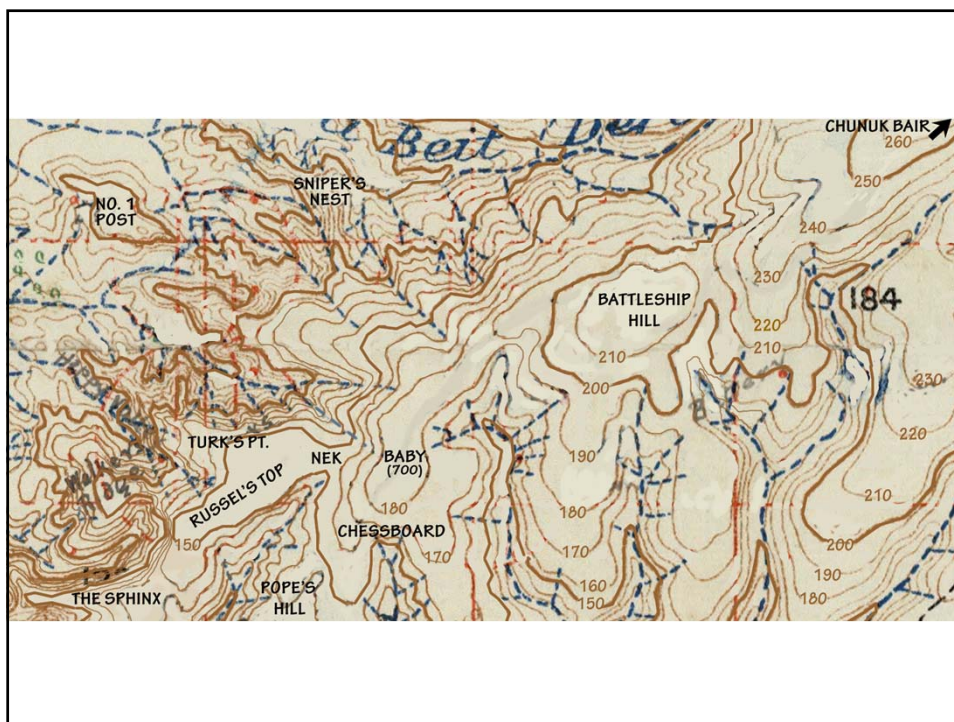 Beit Der
CHUNUK BAIR
260
250
SNIPER'S
NEST
NO. 1
POST
240
230
BATTLESHIP
HILL
184
220
210
210
200
230
TURK'S PT.
NEK
BABY
(700)
190
220
RUSSEL'S TOP
180
180
210
CHESSBOARD
150
170
170
200
THE SPHINX
POPE'S
HILL
160
150
190
180